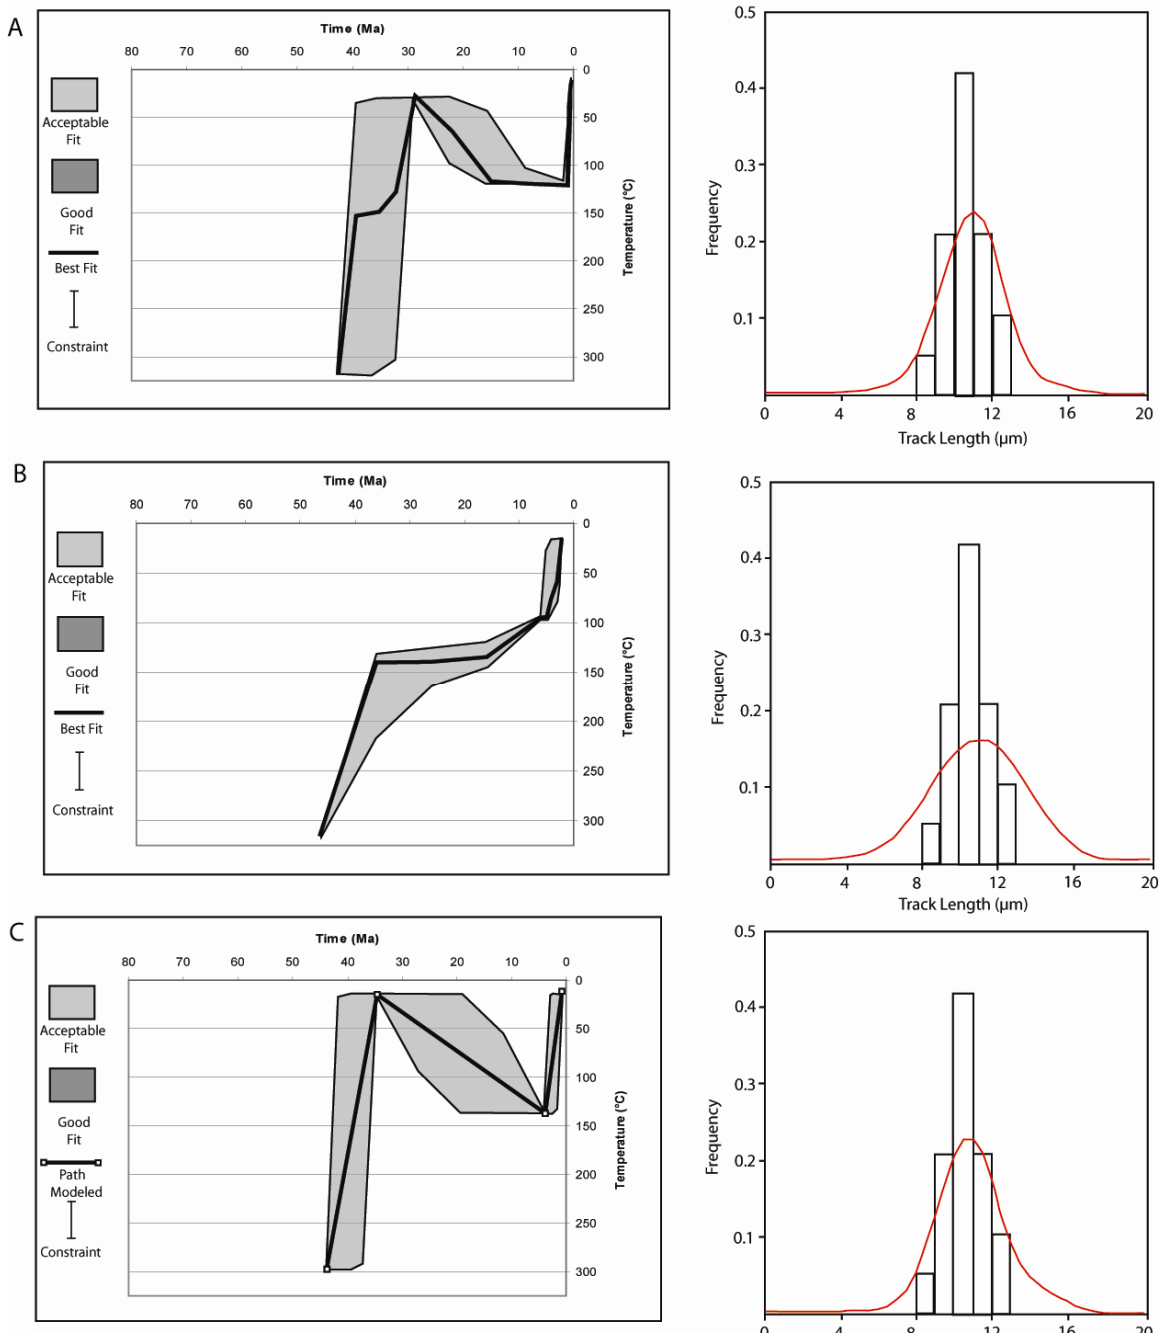 A
Time (Ma)
80 70 60 50 40 30 20 10 0
0
50
100
150
200
250
300
Temperature (°C)
Acceptable
Fit
Good
Fit
Best Fit
Constraint
0.5
0.4
0.3
0.2
0.1
Frequency
0 4 8 12 16 20
Track Length (µm)
B
Time (Ma)
80 70 60 50 40 30 20 10 0
0
50
100
150
200
250
300
Temperature (°C)
Acceptable
Fit
Good
Fit
Best Fit
Constraint
0.5
0.4
0.3
0.2
0.1
Frequency
0 4 8 12 16 20
Track Length (µm)
C
Time (Ma)
80 70 60 50 40 30 20 10 0
0
50
100
150
200
250
300
Temperature (°C)
Acceptable
Fit
Good
Fit
Path
Modeled
Constraint
0.5
0.4
0.3
0.2
0.1
Frequency
0 4 8 12 16 20